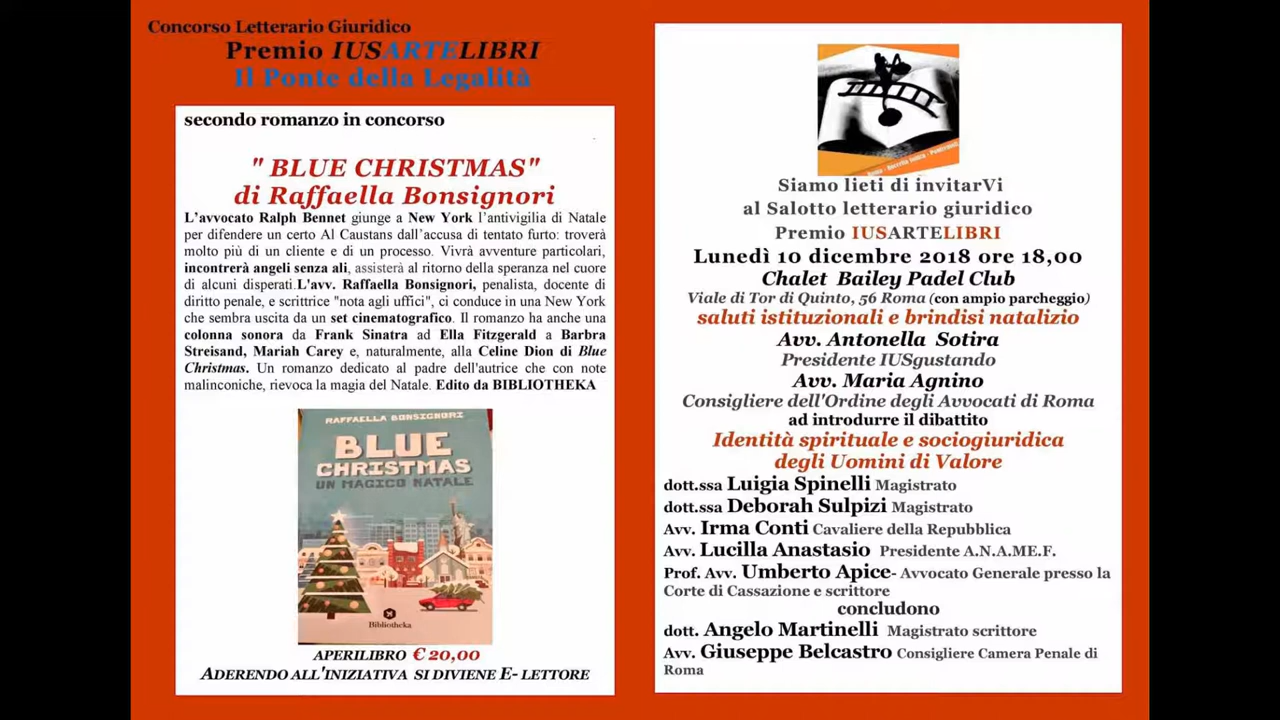 Concorso Letterario Giuridico
Premio IUSARTELIBRI
Il Ponte della Legalità
secondo romanzo in concorso
" BLUE CHRISTMAS"
di Raffaella Bonsignori
L'avvocato Ralph Bennet giunge a New York l'antivigilia di Natale
per difendere un certo Al Caustans dall'accusa di tentato furto: troverà
molto più di un cliente e di un processo. Vivrà avventure particolari,
incontrerà angeli senza ali, assisterà al ritorno della speranza nel cuore
di alcuni disperati.L'avv. Raffaella Bonsignori, penalista, docente di
diritto penale, e scrittrice "nota agli uffici", ci conduce in una New York
che sembra uscita da un set cinematografico. Il romanzo ha anche una
colonna sonora da Frank Sinatra ad Ella Fitzgerald a Barbra
Streisand, Mariah Carey e, naturalmente, alla Celine Dion di Blue
Christmas. Un romanzo dedicato al padre dell'autrice che con note
malinconiche, rievoca la magia del Natale. Edito da BIBLIOTHEKA
RAFFAELLA BONSIGNORI
BLUE
CHRISTMAS
UN MAGICO NATALE
Bibliotheka
APERILIBRO € 20,00
ADERENDO ALL'INIZIATIVA SI DIVIENE E- LETTORE
Siamo lieti di invitarVi
al Salotto letterario giuridico
Premio IUSARTELIBRI
Lunedì 10 dicembre 2018 ore 18,00
Chalet Bailey Padel Club
Viale di Tor di Quinto, 56 Roma (con ampio parcheggio)
saluti istituzionali e brindisi natalizio
Avv. Antonella Sotira
Presidente IUSgustando
Avv. Maria Agnino
Consigliere dell'Ordine degli Avvocati di Roma
ad introdurre il dibattito
Identità spirituale e sociogiuridica
degli Uomini di Valore
dott.ssa Luigia Spinelli Magistrato
dott.ssa Deborah Sulpizi Magistrato
Avv. Irma Conti Cavaliere della Repubblica
Avv. Lucilla Anastasio Presidente A.N.A.ME.F.
Prof. Avv. Umberto Apice- Avvocato Generale presso la
Corte di Cassazione e scrittore
concludono
dott. Angelo Martinelli Magistrato scrittore
Avv. Giuseppe Belcastro Consigliere Camera Penale di
Roma